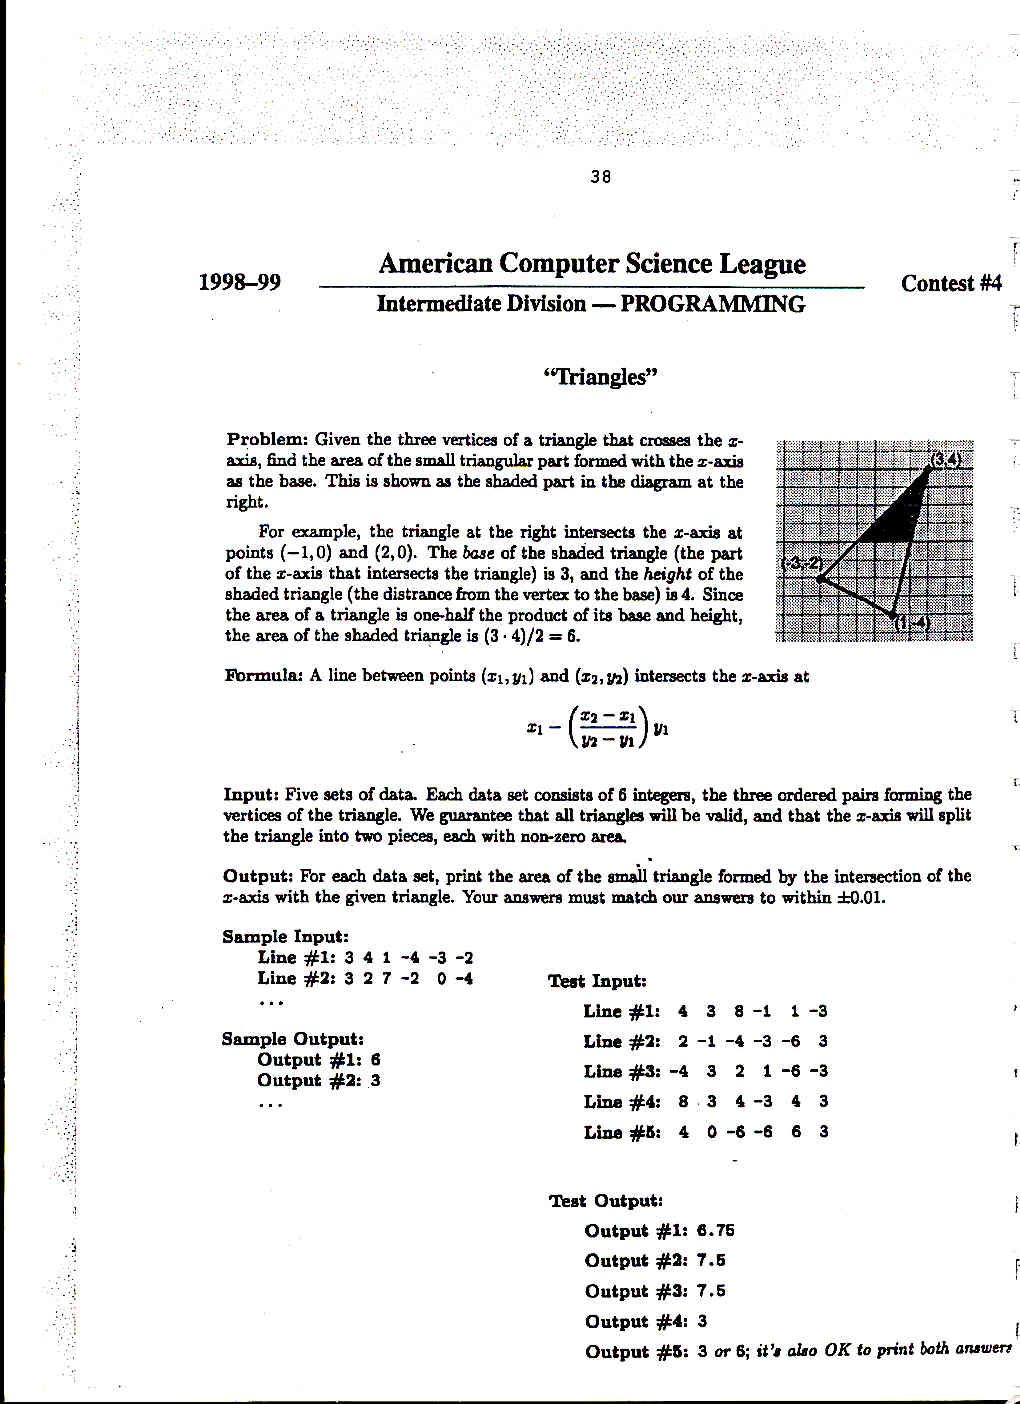 38
American Computer Science League
1998–99
Contest #4
Intermediate Division — PROGRAMMING
“Triangles”
Problem: Given the three vertices of a triangle that crosses the x-
axis, find the area of the small triangular part formed with the x-axis
as the base. This is shown as the shaded part in the diagram at the
right.
For example, the triangle at the right intersects the x-axis at
points (−1,0) and (2,0). The base of the shaded triangle (the part
of the x-axis that intersects the triangle) is 3, and the height of the
shaded triangle (the distrance from the vertex to the base) is 4. Since
the area of a triangle is one-half the product of its base and height,
the area of the shaded triangle is (3 · 4)/2 = 6.
(3,4)
(-3,-2)
(1,-4)
Formula: A line between points (x₁,y₁) and (x₂,y₂) intersects the x-axis at
x₁ − ((x₂ − x₁)/(y₂ − y₁)) y₁
Input: Five sets of data. Each data set consists of 6 integers, the three ordered pairs forming the
vertices of the triangle. We guarantee that all triangles will be valid, and that the x-axis will split
the triangle into two pieces, each with non-zero area.
Output: For each data set, print the area of the small triangle formed by the intersection of the
x-axis with the given triangle. Your answers must match our answers to within ±0.01.
Sample Input:
Line #1: 3 4 1 -4 -3 -2
Line #2: 3 2 7 -2 0 -4
...
Sample Output:
Output #1: 6
Output #2: 3
...
Test Input:
Line #1: 4 3 8 -1 1 -3
Line #2: 2 -1 -4 -3 -6 3
Line #3: -4 3 2 1 -6 -3
Line #4: 8 3 4 -3 4 3
Line #5: 4 0 -6 -6 6 3
Test Output:
Output #1: 6.75
Output #2: 7.5
Output #3: 7.5
Output #4: 3
Output #5: 3 or 6; it's also OK to print both answers